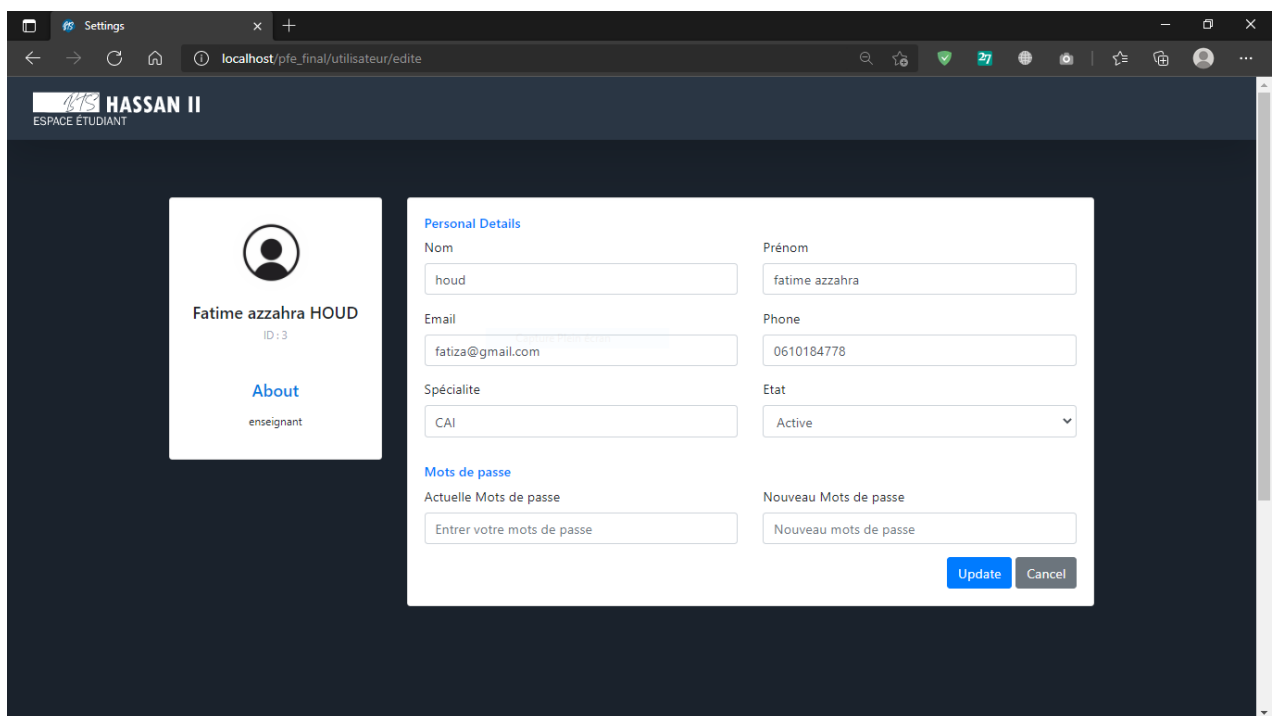 Settings
localhost/pfe_final/utilisateur/edite
27
BTS HASSAN II
ESPACE ÉTUDIANT
Fatime azzahra HOUD
ID : 3
About
enseignant
Personal Details
Nom
Prénom
houd
fatime azzahra
Email
Phone
fatiza@gmail.com
0610184778
Spécialite
Etat
CAI
Active
Mots de passe
Actuelle Mots de passe
Nouveau Mots de passe
Entrer votre mots de passe
Nouveau mots de passe
Update
Cancel